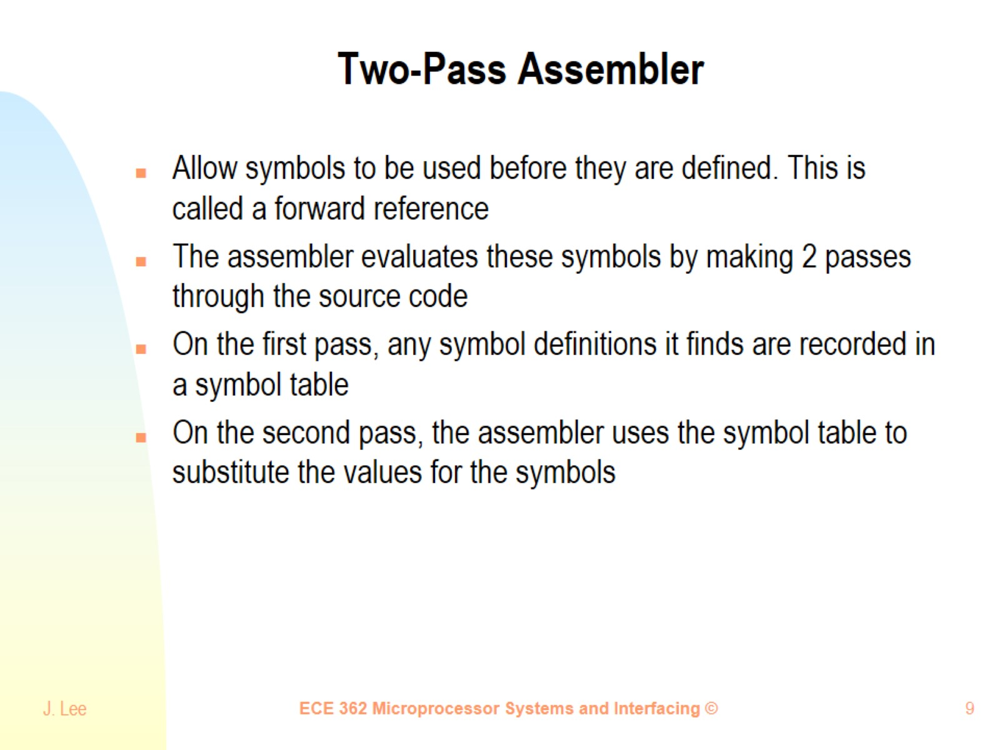 Two-Pass Assembler
Allow symbols to be used before they are defined. This is
called a forward reference
The assembler evaluates these symbols by making 2 passes
through the source code
On the first pass, any symbol definitions it finds are recorded in
a symbol table
On the second pass, the assembler uses the symbol table to
substitute the values for the symbols
J. Lee
ECE 362 Microprocessor Systems and Interfacing ©
9